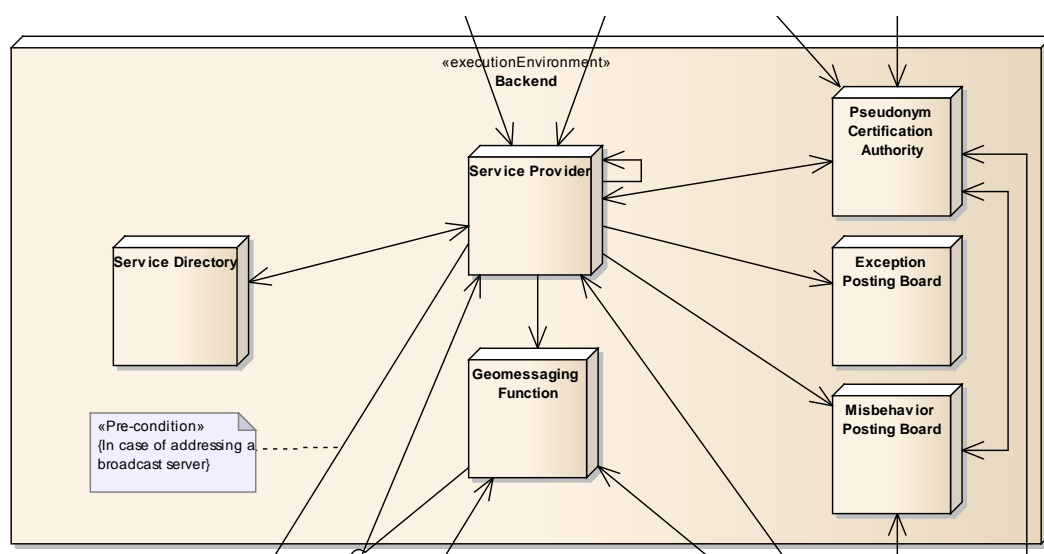 «executionEnvironment»
Backend
Pseudonym
Certification
Authority
Service Provider
Service Directory
Exception
Posting Board
Geomessaging
Function
Misbehavior
Posting Board
«Pre-condition»
{In case of addressing a
broadcast server}